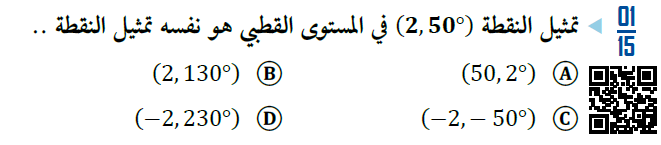 01
15
تمثيل النقطة (2, 50°) في المستوى القطبي هو نفسه تمثيل النقطة ..
A (50, 2°) B (2, 130°)
C (−2, − 50°) D (−2, 230°)